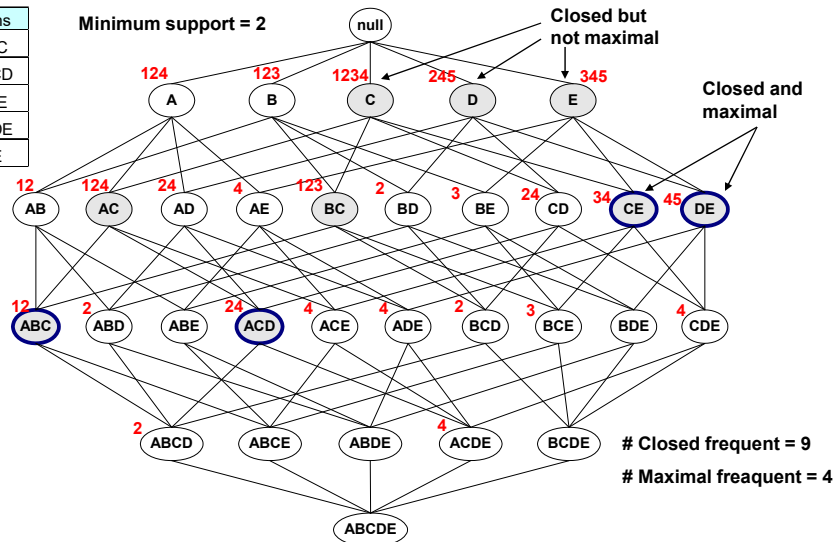 ms
C
CD
E
DE
E
Minimum support = 2
null
Closed but
not maximal
124
123
1234
245
345
A
B
C
D
E
Closed and
maximal
12
124
24
4
123
2
3
24
34
45
AB
AC
AD
AE
BC
BD
BE
CD
CE
DE
12
2
24
4
4
2
3
4
ABC
ABD
ABE
ACD
ACE
ADE
BCD
BCE
BDE
CDE
2
4
ABCD
ABCE
ABDE
ACDE
BCDE
# Closed frequent = 9
# Maximal freaquent = 4
ABCDE